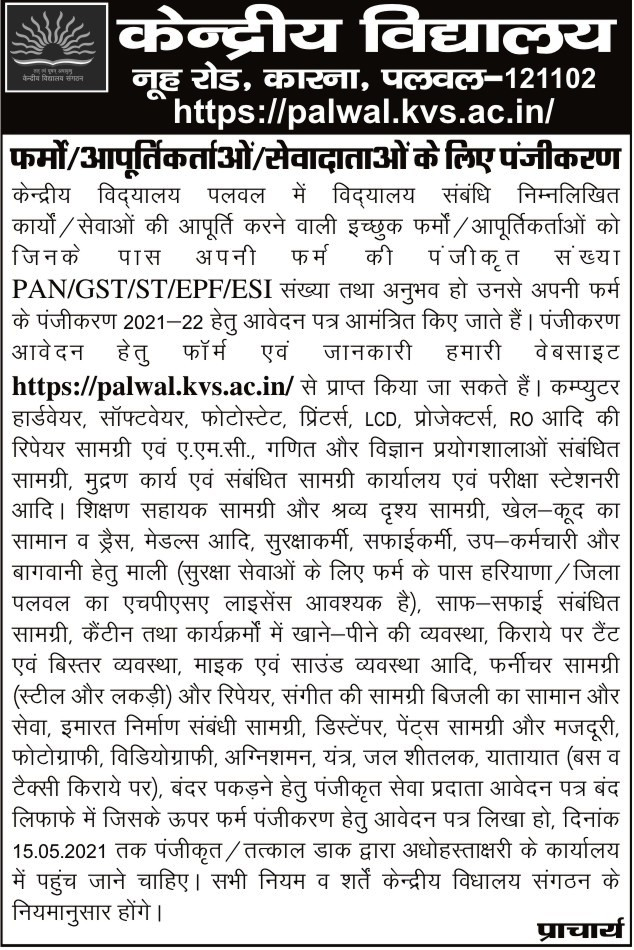 केन्द्रीय विद्यालय
केन्द्रीय विद्यालय संगठन
नूह रोड, कारना, पलवल–121102
https://palwal.kvs.ac.in/
फर्मों/आपूर्तिकर्ताओं/सेवादाताओं के लिए पंजीकरण
केन्द्रीय विद्यालय पलवल में विद्यालय संबंधि निम्नलिखित
कार्यों/सेवाओं की आपूर्ति करने वाली इच्छुक फर्मों/आपूर्तिकर्ताओं को
जिनके पास अपनी फर्म की पंजीकृत संख्या
PAN/GST/ST/EPF/ESI संख्या तथा अनुभव हो उनसे अपनी फर्म
के पंजीकरण 2021–22 हेतु आवेदन पत्र आमंत्रित किए जाते हैं। पंजीकरण
आवेदन हेतु फॉर्म एवं जानकारी हमारी वेबसाइट
https://palwal.kvs.ac.in/ से प्राप्त किया जा सकते हैं। कम्प्युटर
हार्डवेयर, सॉफ्टवेयर, फोटोस्टेट, प्रिंटर्स, LCD, प्रोजेक्टर्स, RO आदि की
रिपेयर सामग्री एवं ए.एम.सी., गणित और विज्ञान प्रयोगशालाओं संबंधित
सामग्री, मुद्रण कार्य एवं संबंधित सामग्री कार्यालय एवं परीक्षा स्टेशनरी
आदि। शिक्षण सहायक सामग्री और श्रव्य दृश्य सामग्री, खेल–कूद का
सामान व ड्रैस, मेडल्स आदि, सुरक्षाकर्मी, सफाईकर्मी, उप–कर्मचारी और
बागवानी हेतु माली (सुरक्षा सेवाओं के लिए फर्म के पास हरियाणा/जिला
पलवल का एचपीएसए लाइसेंस आवश्यक है), साफ–सफाई संबंधित
सामग्री, कैंटीन तथा कार्यक्रमों में खाने–पीने की व्यवस्था, किराये पर टैंट
एवं बिस्तर व्यवस्था, माइक एवं साउंड व्यवस्था आदि, फर्नीचर सामग्री
(स्टील और लकड़ी) और रिपेयर, संगीत की सामग्री बिजली का सामान और
सेवा, इमारत निर्माण संबंधी सामग्री, डिस्टेंपर, पेंट्स सामग्री और मजदूरी,
फोटोग्राफी, विडियोग्राफी, अग्निशमन, यंत्र, जल शीतलक, यातायात (बस व
टैक्सी किराये पर), बंदर पकड़ने हेतु पंजीकृत सेवा प्रदाता आवेदन पत्र बंद
लिफाफे में जिसके ऊपर फर्म पंजीकरण हेतु आवेदन पत्र लिखा हो, दिनांक
15.05.2021 तक पंजीकृत/तत्काल डाक द्वारा अधोहस्ताक्षरी के कार्यालय
में पहुंच जाने चाहिए। सभी नियम व शर्तें केन्द्रीय विधालय संगठन के
नियमानुसार होंगे।
प्राचार्य